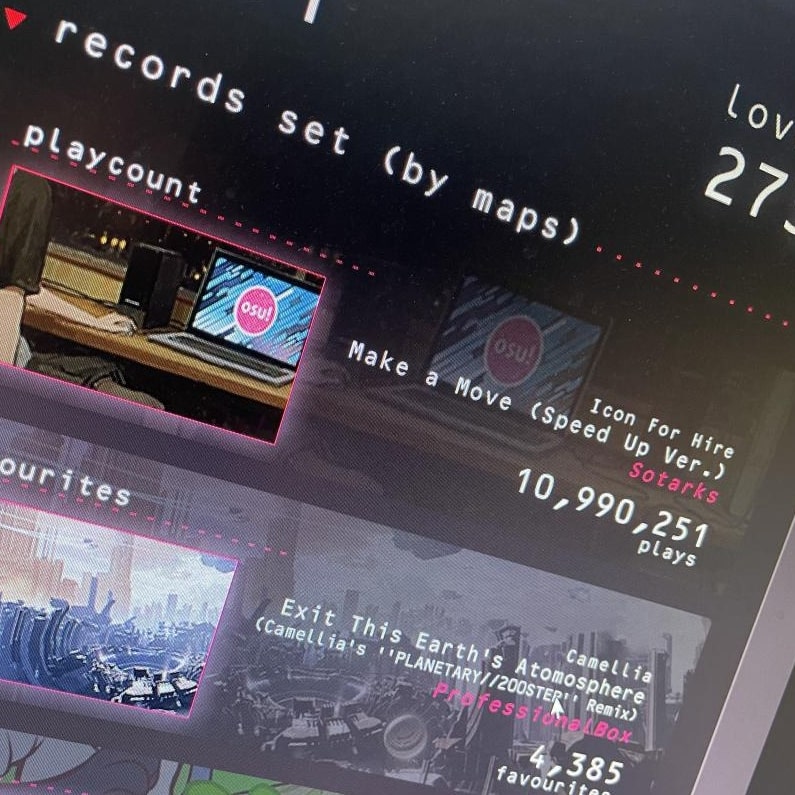 records set (by maps)
playcount
osu!
osu!
Icon For Hire
Make a Move (Speed Up Ver.)
Sotarks
10,990,251
plays
ourites
Camellia
Exit This Earth's Atomosphere
(Camellia's ''PLANETARY//200STEP'' Remix)
ProfessionalBox
4,385
favourites
lov
27